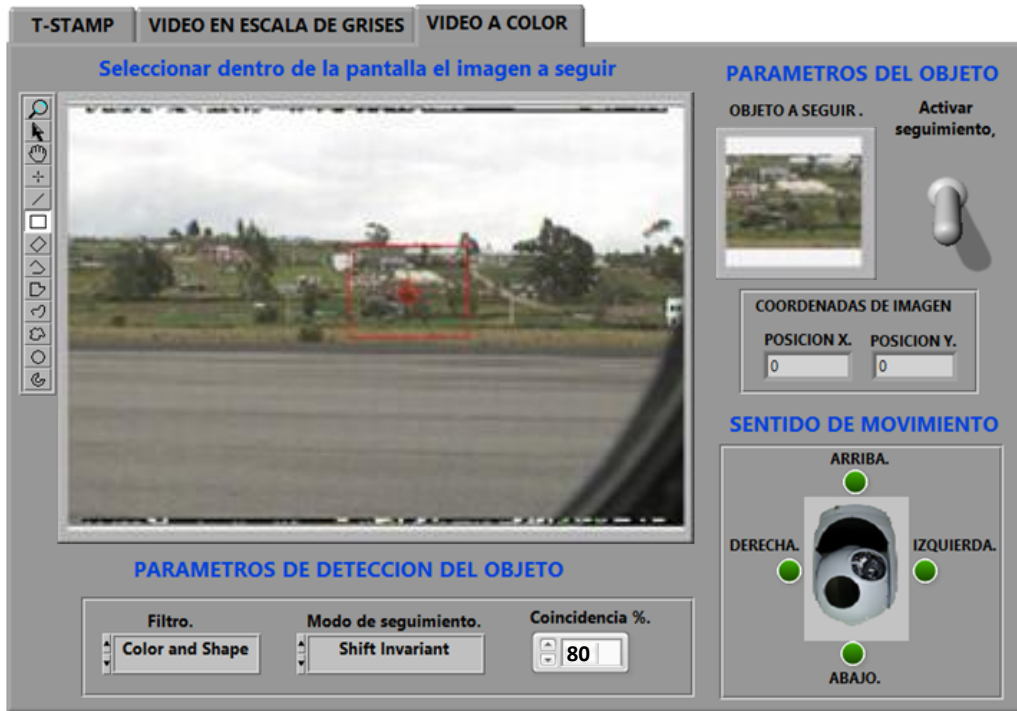 T-STAMP
VIDEO EN ESCALA DE GRISES
VIDEO A COLOR
Seleccionar dentro de la pantalla el imagen a seguir
PARAMETROS DEL OBJETO
OBJETO A SEGUIR .
Activar
seguimiento,
COORDENADAS DE IMAGEN
POSICION X.
POSICION Y.
0
0
SENTIDO DE MOVIMIENTO
ARRIBA.
DERECHA.
IZQUIERDA.
ABAJO.
PARAMETROS DE DETECCION DEL OBJETO
Filtro.
Modo de seguimiento.
Coincidencia %.
Color and Shape
Shift Invariant
80